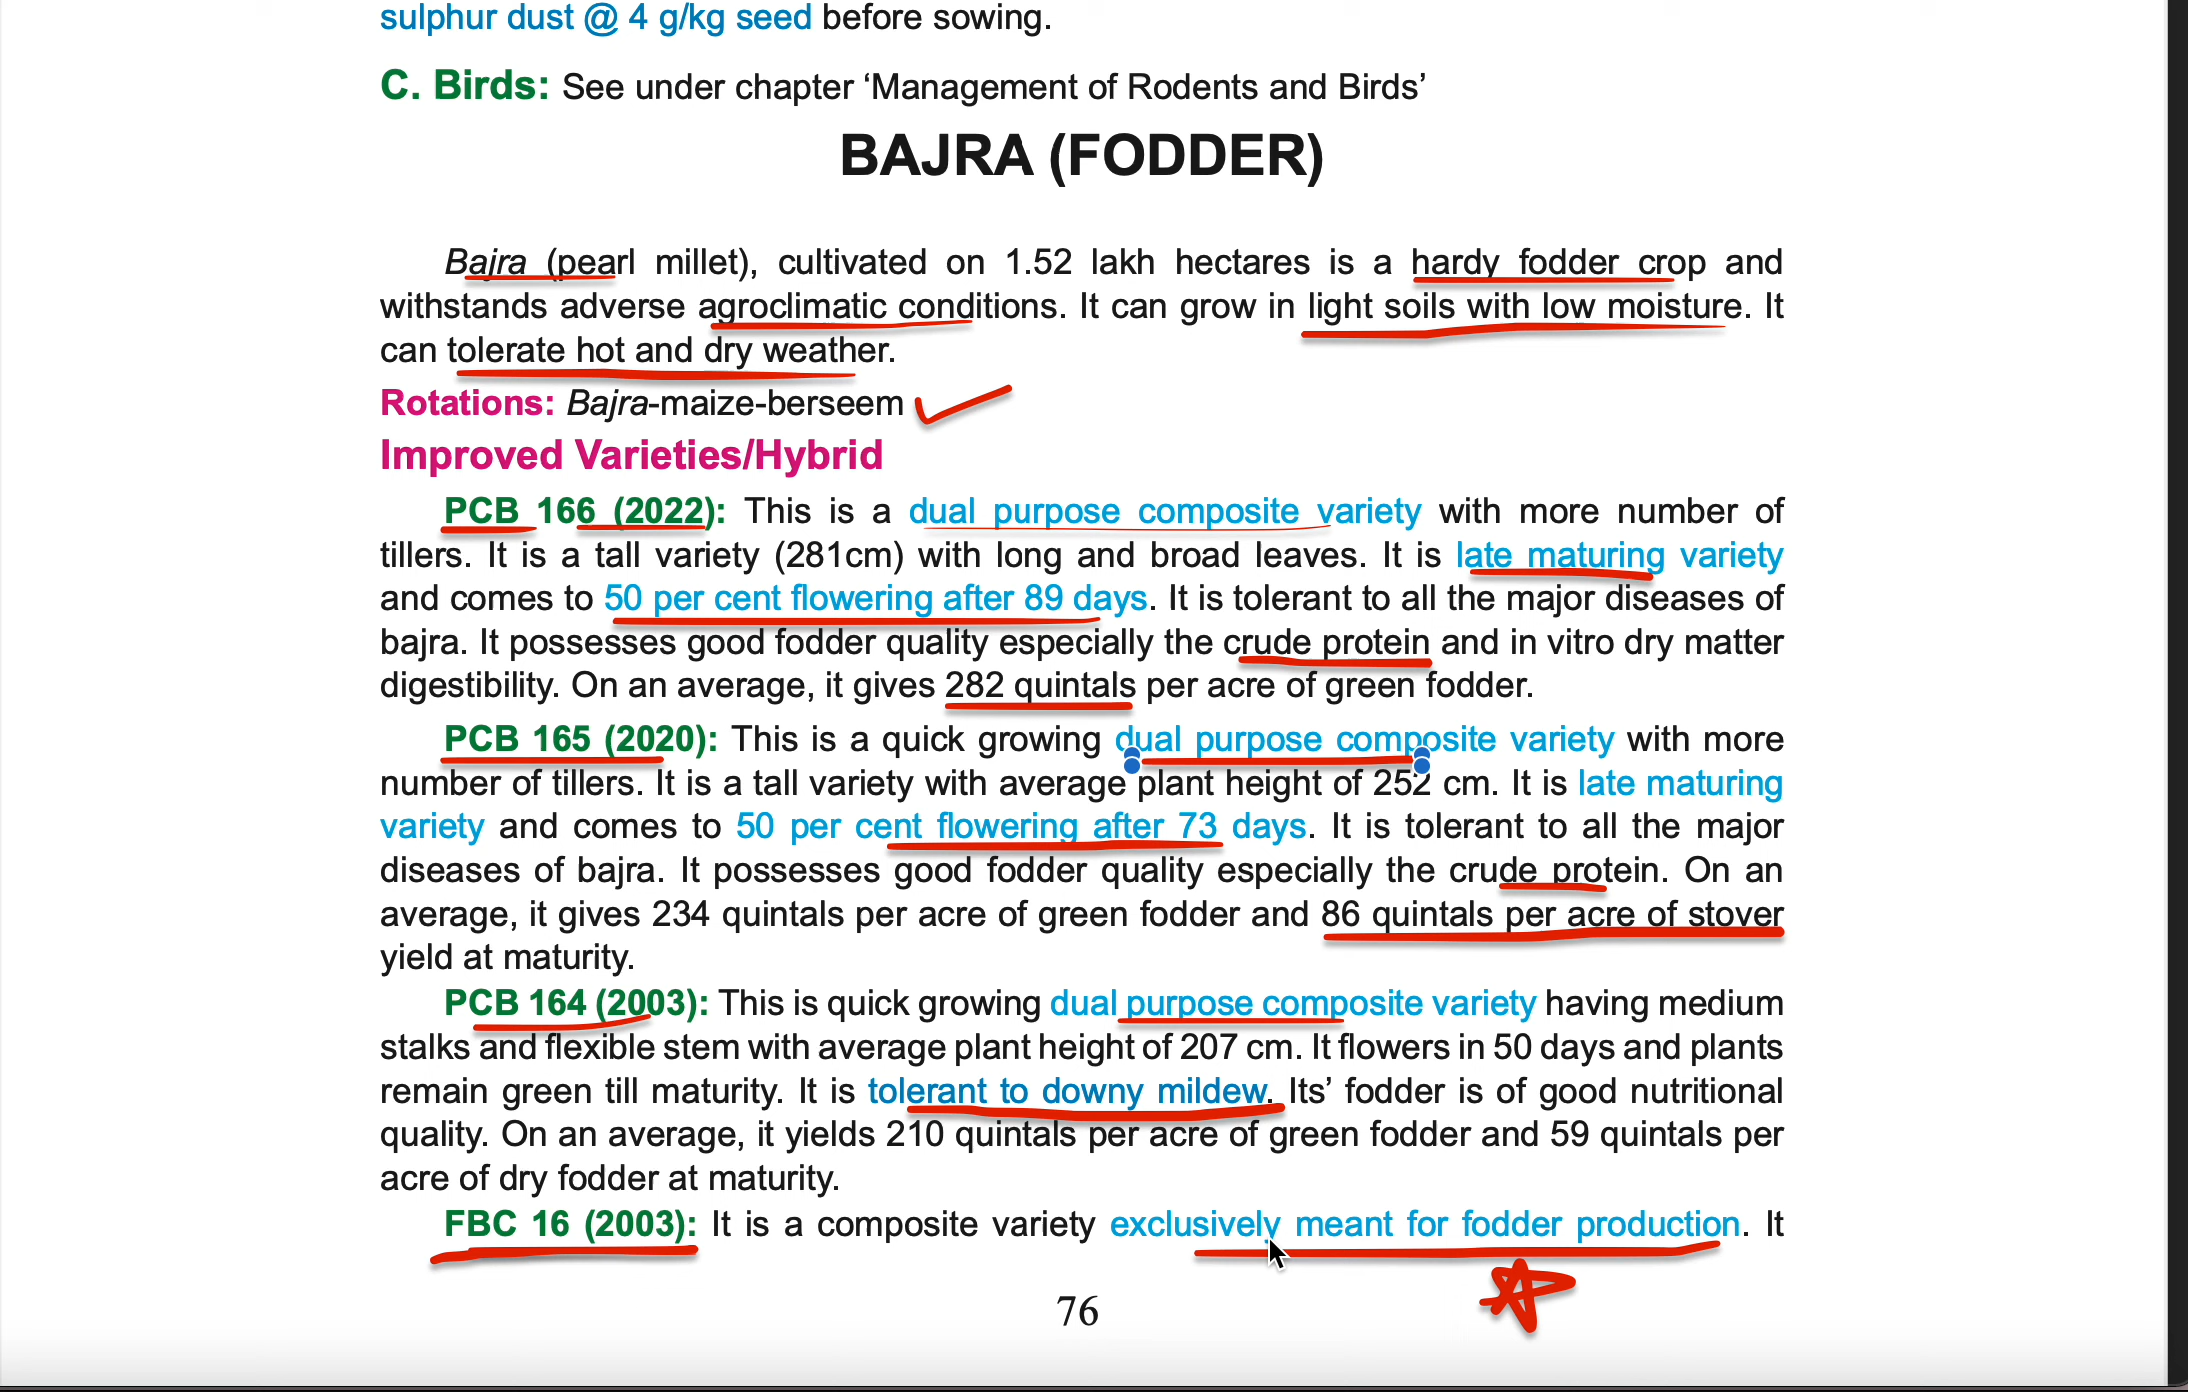 sulphur dust @ 4 g/kg seed before sowing.
C. Birds: See under chapter ‘Management of Rodents and Birds’
BAJRA (FODDER)
Bajra (pearl millet), cultivated on 1.52 lakh hectares is a hardy fodder crop and
withstands adverse agroclimatic conditions. It can grow in light soils with low moisture. It
can tolerate hot and dry weather.
Rotations: Bajra-maize-berseem
Improved Varieties/Hybrid
PCB 166 (2022): This is a dual purpose composite variety with more number of
tillers. It is a tall variety (281cm) with long and broad leaves. It is late maturing variety
and comes to 50 per cent flowering after 89 days. It is tolerant to all the major diseases of
bajra. It possesses good fodder quality especially the crude protein and in vitro dry matter
digestibility. On an average, it gives 282 quintals per acre of green fodder.
PCB 165 (2020): This is a quick growing dual purpose composite variety with more
number of tillers. It is a tall variety with average plant height of 252 cm. It is late maturing
variety and comes to 50 per cent flowering after 73 days. It is tolerant to all the major
diseases of bajra. It possesses good fodder quality especially the crude protein. On an
average, it gives 234 quintals per acre of green fodder and 86 quintals per acre of stover
yield at maturity.
PCB 164 (2003): This is quick growing dual purpose composite variety having medium
stalks and flexible stem with average plant height of 207 cm. It flowers in 50 days and plants
remain green till maturity. It is tolerant to downy mildew. Its’ fodder is of good nutritional
quality. On an average, it yields 210 quintals per acre of green fodder and 59 quintals per
acre of dry fodder at maturity.
FBC 16 (2003): It is a composite variety exclusively meant for fodder production. It
76